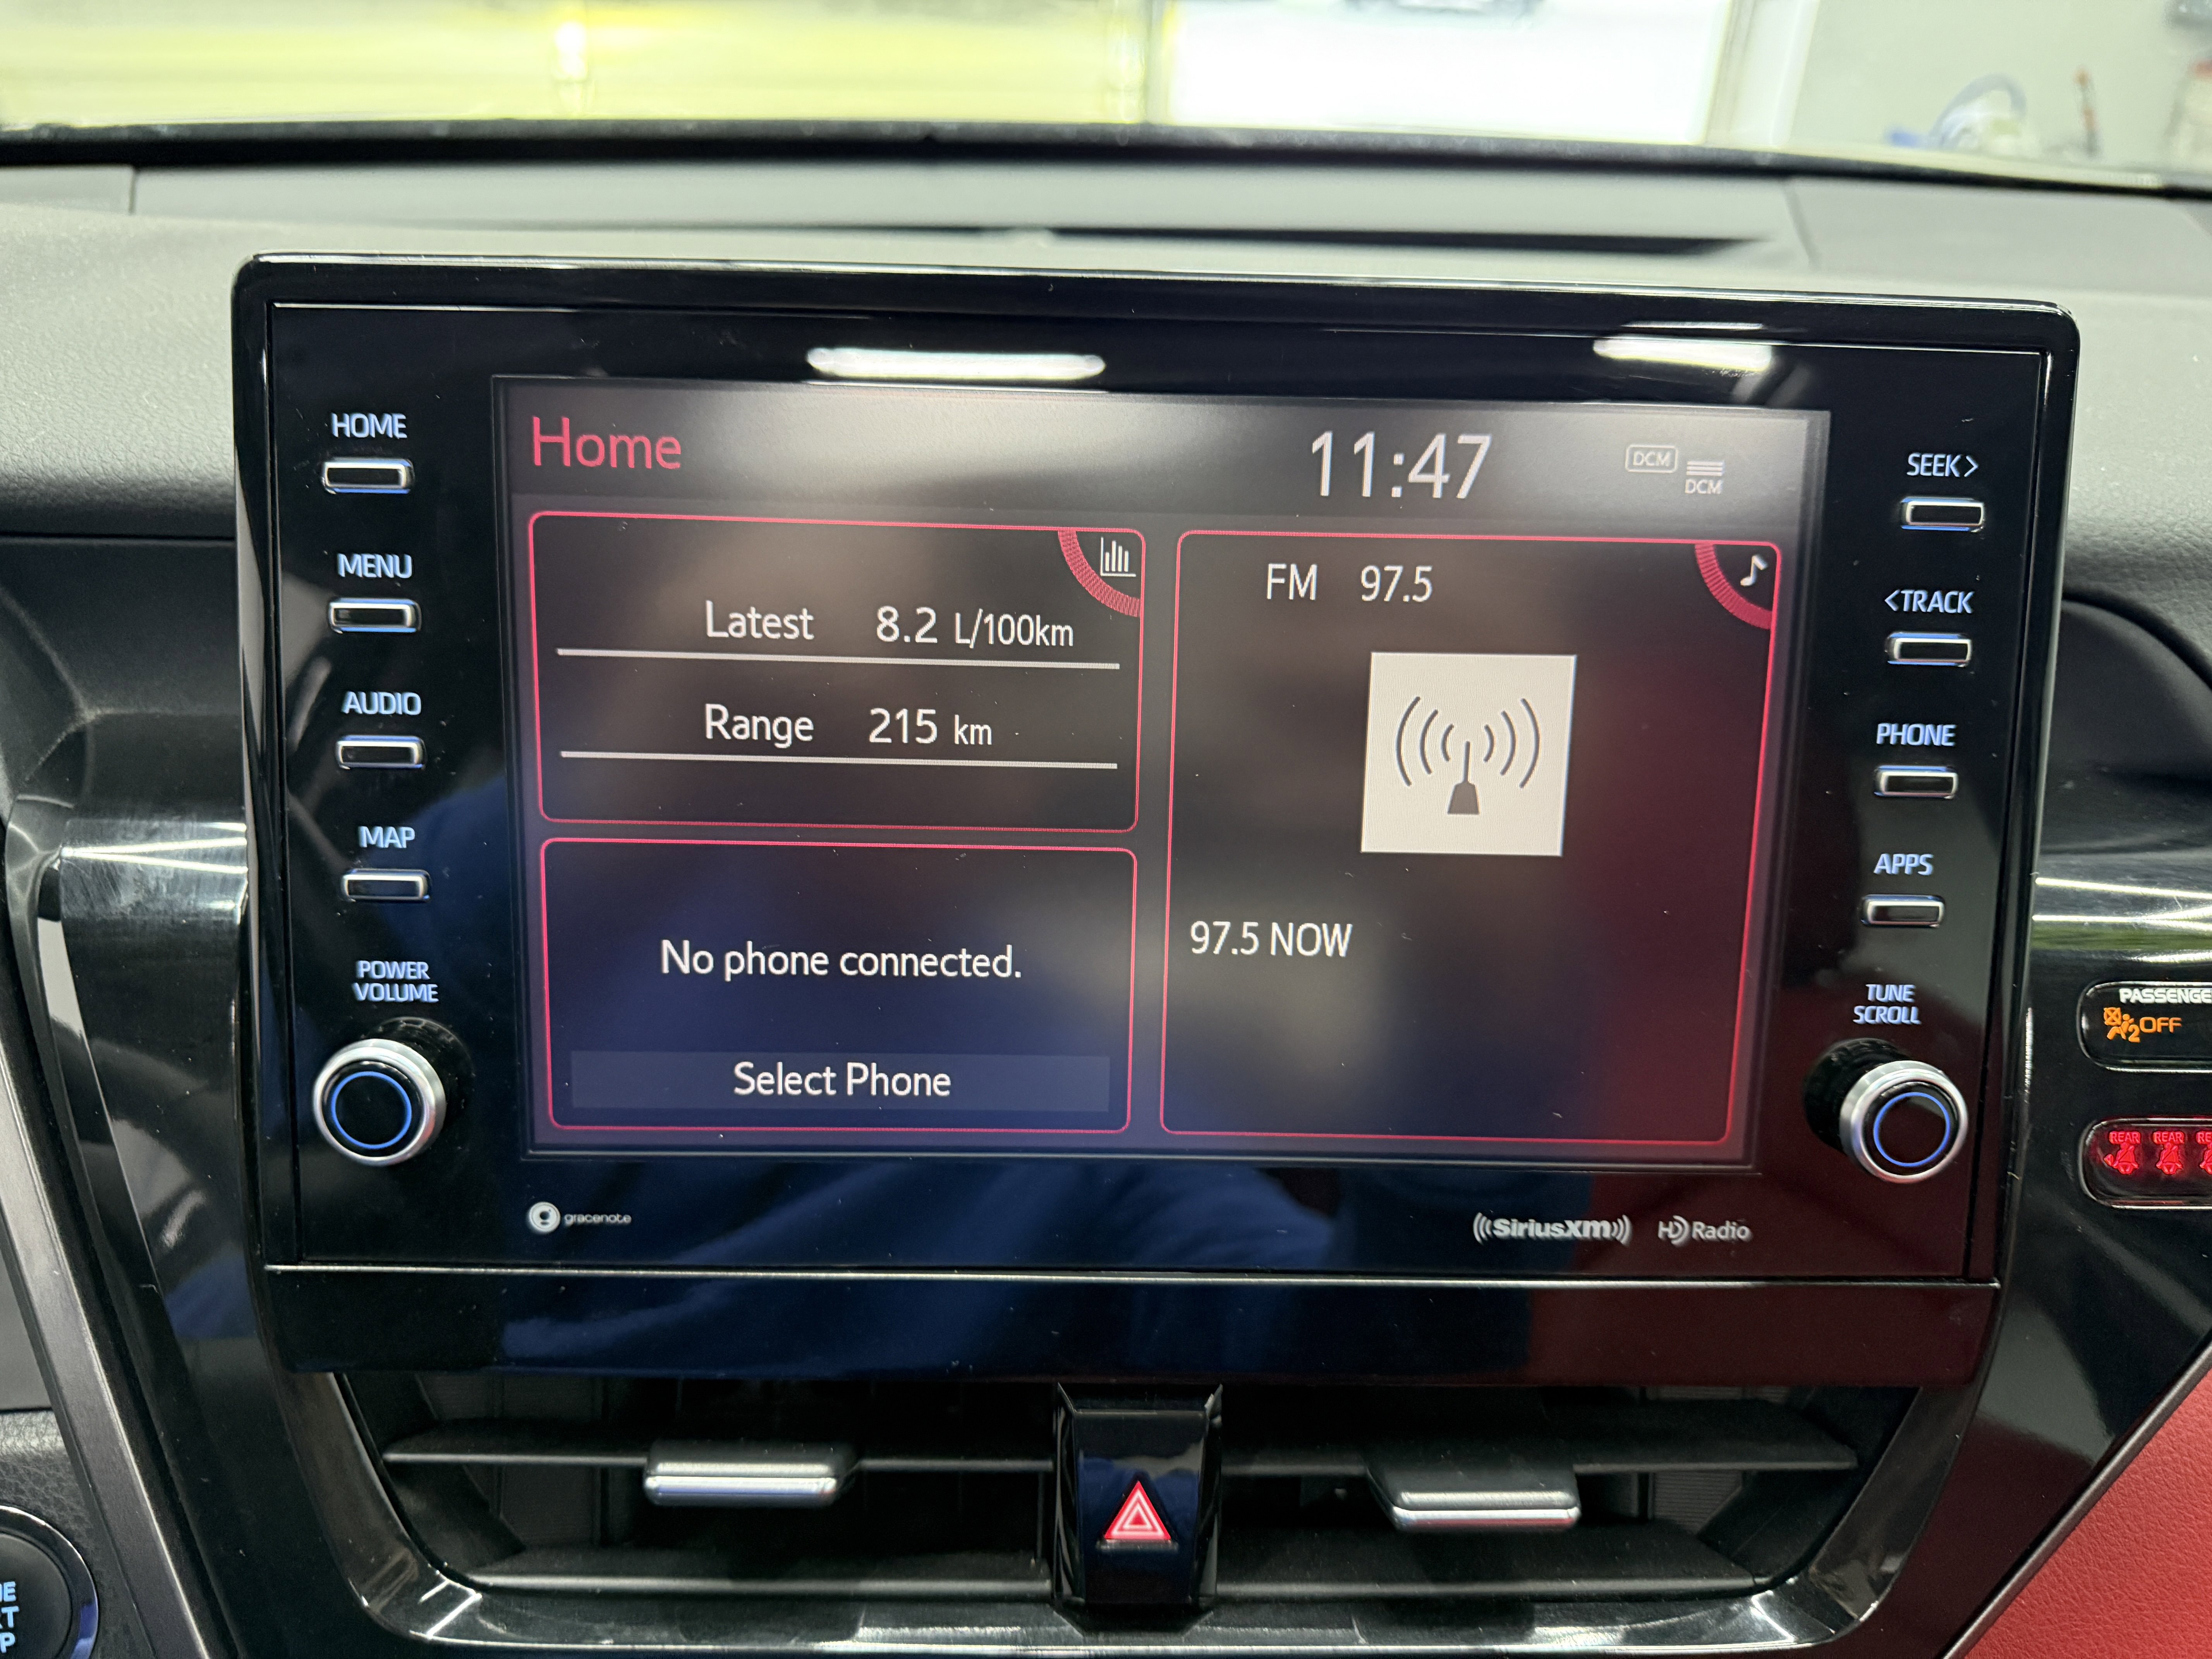 HOME
MENU
AUDIO
MAP
POWER
VOLUME
Home
11:47
DCM
DCM
Latest 8.2 L/100km
Range 215 km
No phone connected.
Select Phone
FM 97.5
97.5 NOW
SEEK>
<TRACK
PHONE
APPS
TUNE
SCROLL
gracenote
SiriusXM
HD Radio
OFF
2
REAR REAR